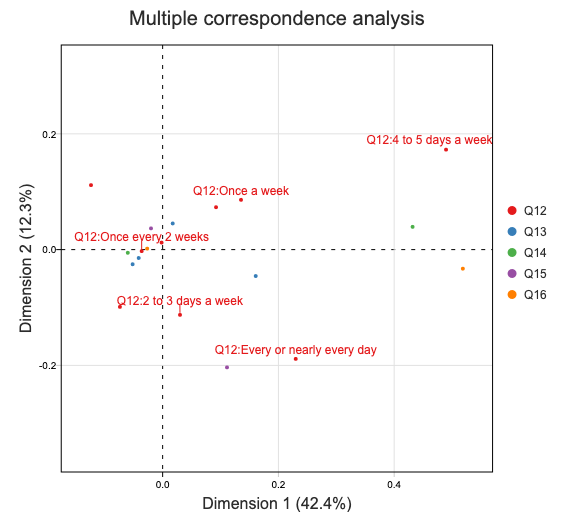 Multiple correspondence analysis
Q12:4 to 5 days a week
Q12:Once a week
Q12:Once every 2 weeks
Q12:2 to 3 days a week
Q12:Every or nearly every day
0.2
0.0
-0.2
Dimension 2 (12.3%)
0.0
0.2
0.4
Dimension 1 (42.4%)
Q12
Q13
Q14
Q15
Q16